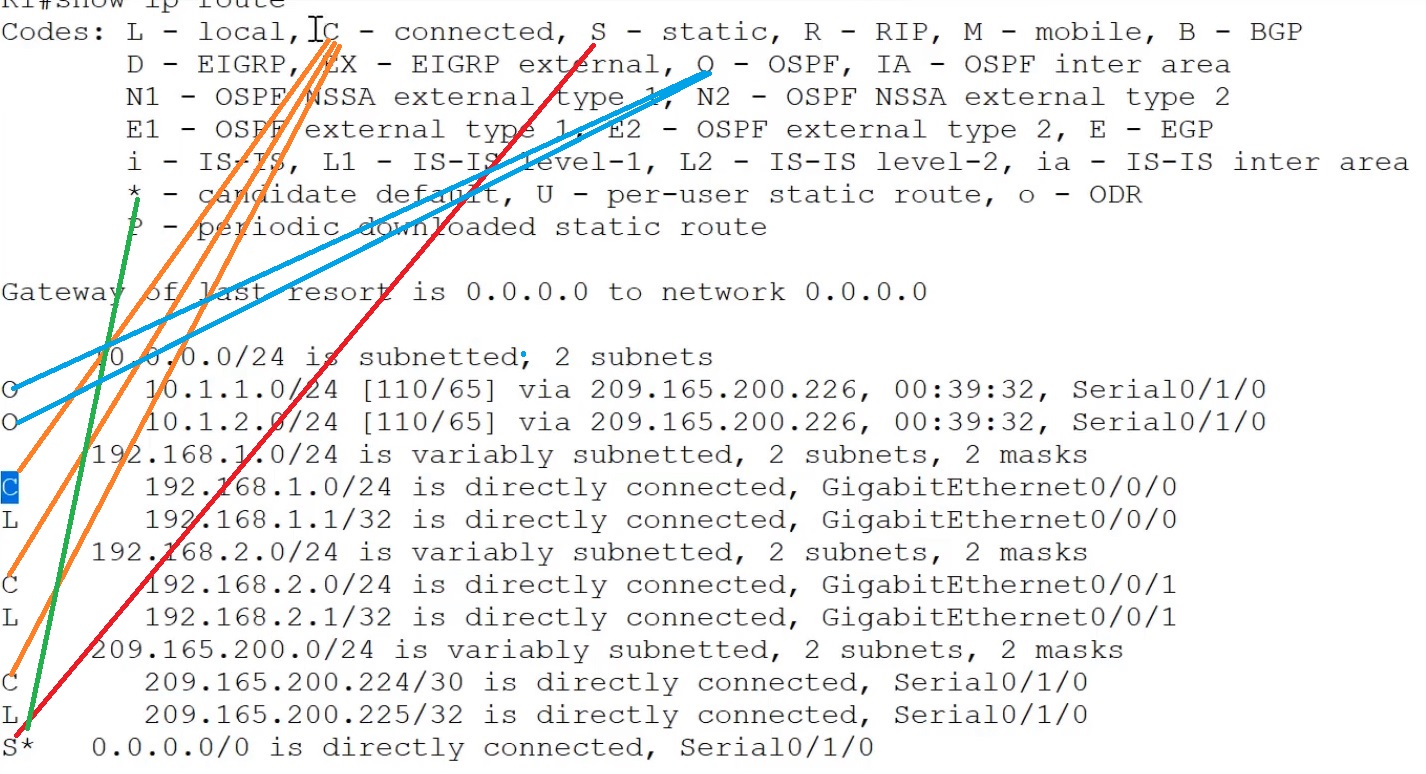 R1#show ip route
Codes: L - local, C - connected, S - static, R - RIP, M - mobile, B - BGP
D - EIGRP, EX - EIGRP external, O - OSPF, IA - OSPF inter area
N1 - OSPF NSSA external type 1, N2 - OSPF NSSA external type 2
E1 - OSPF external type 1, E2 - OSPF external type 2, E - EGP
i - IS-IS, L1 - IS-IS level-1, L2 - IS-IS level-2, ia - IS-IS inter area
* - candidate default, U - per-user static route, o - ODR
P - periodic downloaded static route
Gateway of last resort is 0.0.0.0 to network 0.0.0.0
10.0.0.0/24 is subnetted, 2 subnets
O 10.1.1.0/24 [110/65] via 209.165.200.226, 00:39:32, Serial0/1/0
O 10.1.2.0/24 [110/65] via 209.165.200.226, 00:39:32, Serial0/1/0
192.168.1.0/24 is variably subnetted, 2 subnets, 2 masks
C 192.168.1.0/24 is directly connected, GigabitEthernet0/0/0
L 192.168.1.1/32 is directly connected, GigabitEthernet0/0/0
192.168.2.0/24 is variably subnetted, 2 subnets, 2 masks
C 192.168.2.0/24 is directly connected, GigabitEthernet0/0/1
L 192.168.2.1/32 is directly connected, GigabitEthernet0/0/1
209.165.200.0/24 is variably subnetted, 2 subnets, 2 masks
C 209.165.200.224/30 is directly connected, Serial0/1/0
L 209.165.200.225/32 is directly connected, Serial0/1/0
S* 0.0.0.0/0 is directly connected, Serial0/1/0